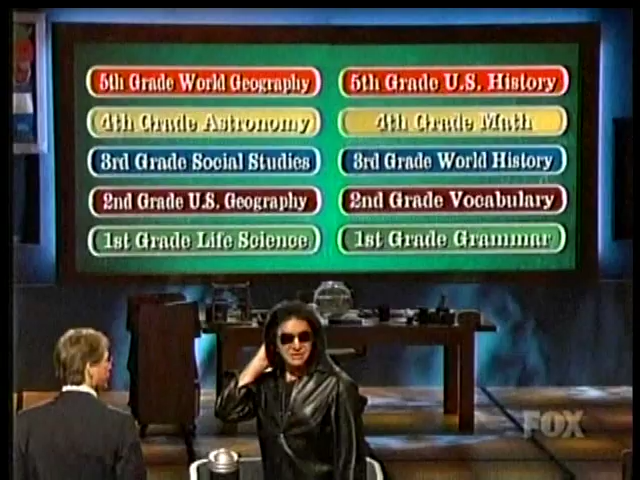 5th Grade World Geography
5th Grade U.S. History
4th Grade Astronomy
4th Grade Math
3rd Grade Social Studies
3rd Grade World History
2nd Grade U.S. Geography
2nd Grade Vocabulary
1st Grade Life Science
1st Grade Grammar
FOX